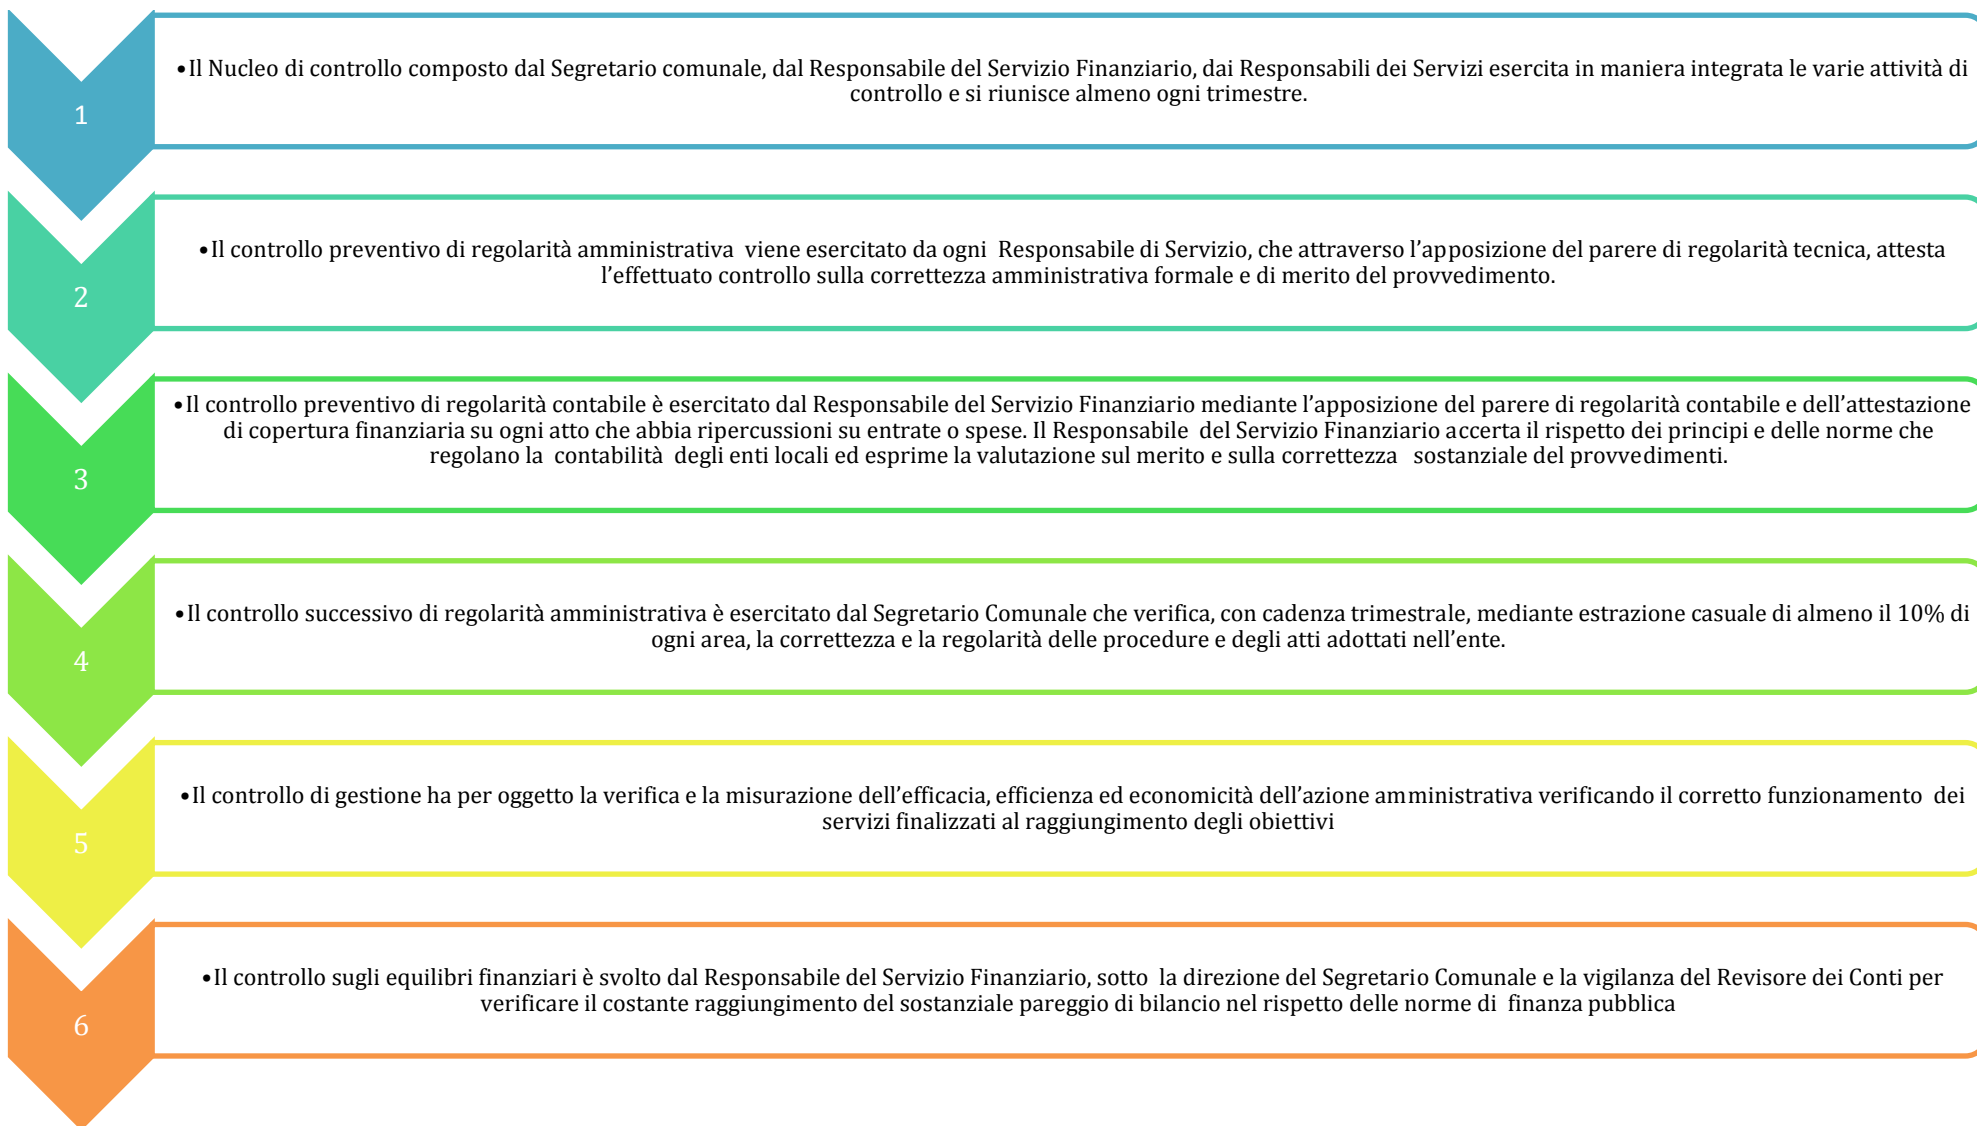 1
•Il Nucleo di controllo composto dal Segretario comunale, dal Responsabile del Servizio Finanziario, dai Responsabili dei Servizi esercita in maniera integrata le varie attività di
controllo e si riunisce almeno ogni trimestre.
2
•Il controllo preventivo di regolarità amministrativa viene esercitato da ogni Responsabile di Servizio, che attraverso l’apposizione del parere di regolarità tecnica, attesta
l’effettuato controllo sulla correttezza amministrativa formale e di merito del provvedimento.
3
•Il controllo preventivo di regolarità contabile è esercitato dal Responsabile del Servizio Finanziario mediante l’apposizione del parere di regolarità contabile e dell’attestazione
di copertura finanziaria su ogni atto che abbia ripercussioni su entrate o spese. Il Responsabile del Servizio Finanziario accerta il rispetto dei principi e delle norme che
regolano la contabilità degli enti locali ed esprime la valutazione sul merito e sulla correttezza sostanziale del provvedimenti.
4
•Il controllo successivo di regolarità amministrativa è esercitato dal Segretario Comunale che verifica, con cadenza trimestrale, mediante estrazione casuale di almeno il 10% di
ogni area, la correttezza e la regolarità delle procedure e degli atti adottati nell’ente.
5
•Il controllo di gestione ha per oggetto la verifica e la misurazione dell’efficacia, efficienza ed economicità dell’azione amministrativa verificando il corretto funzionamento dei
servizi finalizzati al raggiungimento degli obiettivi
6
•Il controllo sugli equilibri finanziari è svolto dal Responsabile del Servizio Finanziario, sotto la direzione del Segretario Comunale e la vigilanza del Revisore dei Conti per
verificare il costante raggiungimento del sostanziale pareggio di bilancio nel rispetto delle norme di finanza pubblica